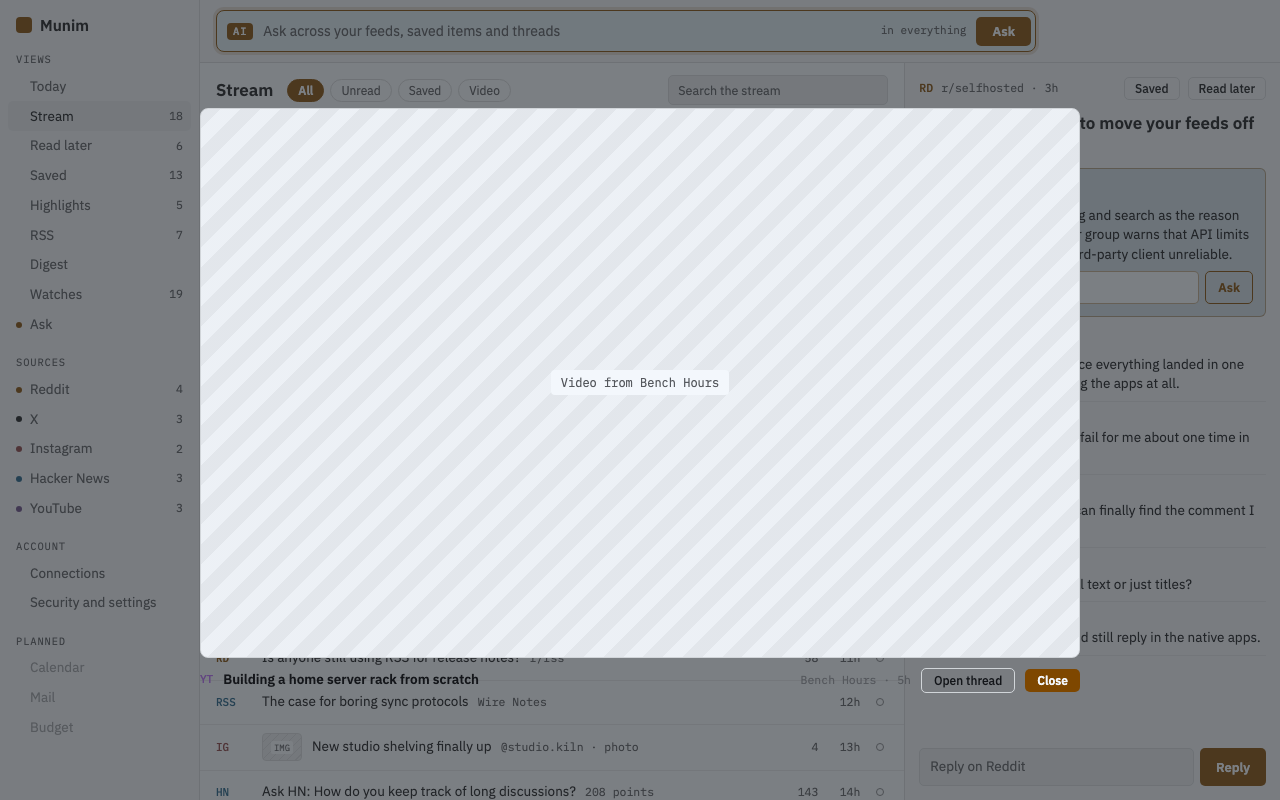 Munim
VIEWS
Today
Stream 18
Read later 6
Saved 13
Highlights 5
RSS 7
Digest
Watches 19
Ask
SOURCES
Reddit 4
X 3
Instagram 2
Hacker News 3
YouTube 3
ACCOUNT
Connections
Security and settings
PLANNED
Calendar
Mail
Budget
AI Ask across your feeds, saved items and threads in everything Ask
Stream All Unread Saved Video Search the stream
Video from Bench Hours
RD Is anyone still using RSS for release notes? r/rss 58 11h
YT Building a home server rack from scratch Bench Hours · 5h Open thread Close
RSS The case for boring sync protocols Wire Notes 12h
IG IMG New studio shelving finally up @studio.kiln · photo 4 13h
HN Ask HN: How do you keep track of long discussions? 208 points 143 14h
RD r/selfhosted · 3h Saved Read later
to move your feeds off
g and search as the reason
group warns that API limits
rd-party client unreliable.
Ask
ce everything landed in one
g the apps at all.
fail for me about one time in
an finally find the comment I
l text or just titles?
d still reply in the native apps.
Reply on Reddit Reply